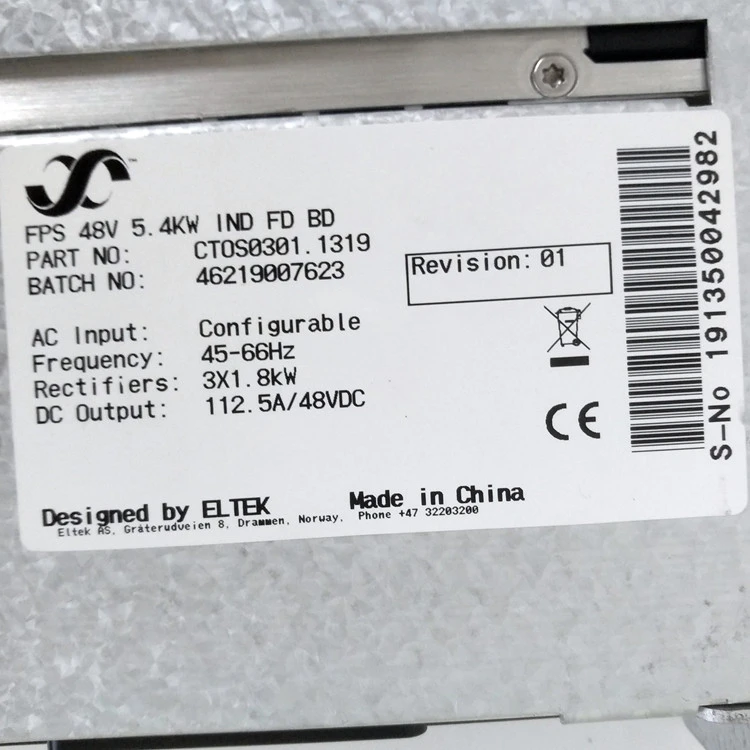 FPS 48V 5.4KW IND FD BD
PART NO: CTOS0301.1319
BATCH NO: 46219007623
Revision: 01
AC Input: Configurable
Frequency: 45-66Hz
Rectifiers: 3X1.8kW
DC Output: 112.5A/48VDC
CE
Designed by ELTEK Made in China
Eltek AS, Gråterudveien 8, Drammen, Norway. Phone +47 32203200
S-No 191350042982